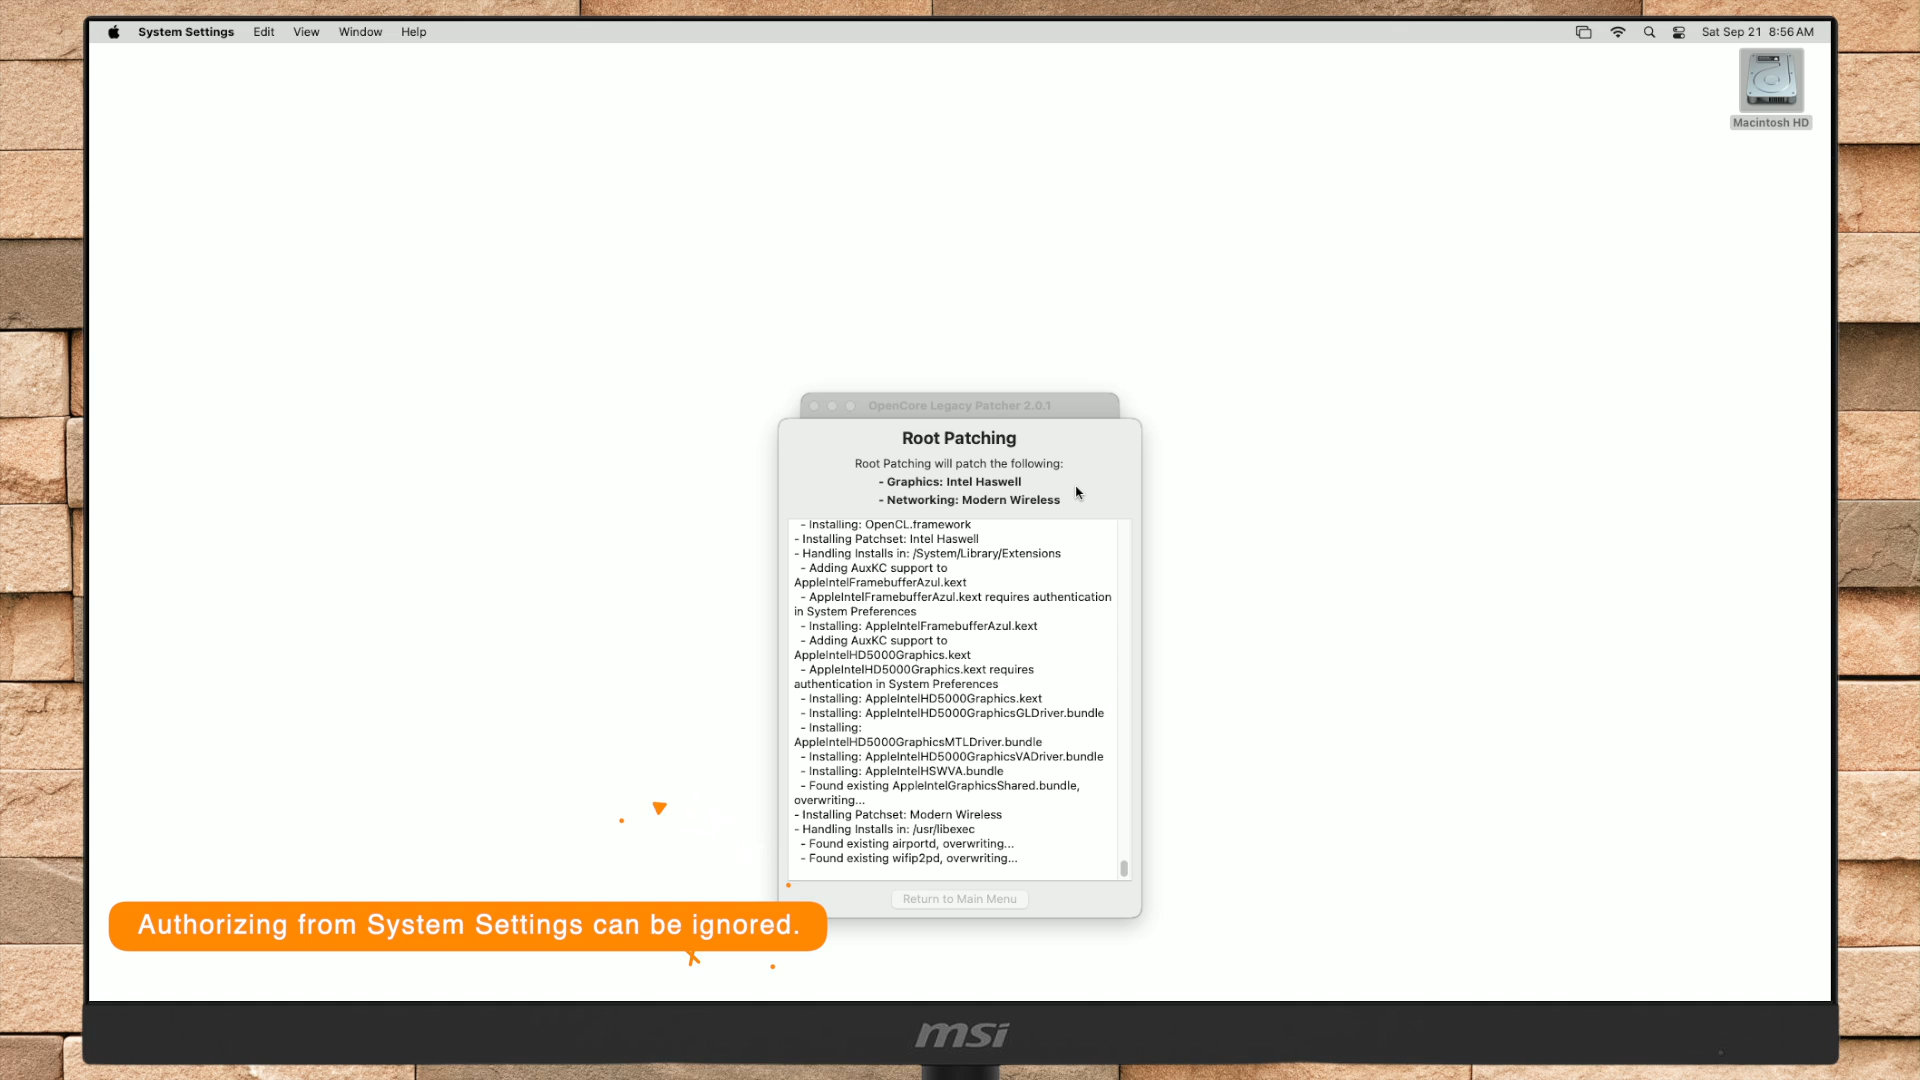 System Settings Edit View Window Help Sat Sep 21 8:56 AM
Macintosh HD
OpenCore Legacy Patcher 2.0.1
Root Patching
Root Patching will patch the following:
- Graphics: Intel Haswell
- Networking: Modern Wireless
- Installing: OpenCL.framework
- Installing Patchset: Intel Haswell
- Handling Installs in: /System/Library/Extensions
- Adding AuxKC support to
AppleIntelFramebufferAzul.kext
- AppleIntelFramebufferAzul.kext requires authentication
in System Preferences
- Installing: AppleIntelFramebufferAzul.kext
- Adding AuxKC support to
AppleIntelHD5000Graphics.kext
- AppleIntelHD5000Graphics.kext requires
authentication in System Preferences
- Installing: AppleIntelHD5000Graphics.kext
- Installing: AppleIntelHD5000GraphicsGLDriver.bundle
- Installing:
AppleIntelHD5000GraphicsMTLDriver.bundle
- Installing: AppleIntelHD5000GraphicsVADriver.bundle
- Installing: AppleIntelHSWVA.bundle
- Found existing AppleIntelGraphicsShared.bundle,
overwriting...
- Installing Patchset: Modern Wireless
- Handling Installs in: /usr/libexec
- Found existing airportd, overwriting...
- Found existing wifip2pd, overwriting...
Return to Main Menu
Authorizing from System Settings can be ignored.
msi